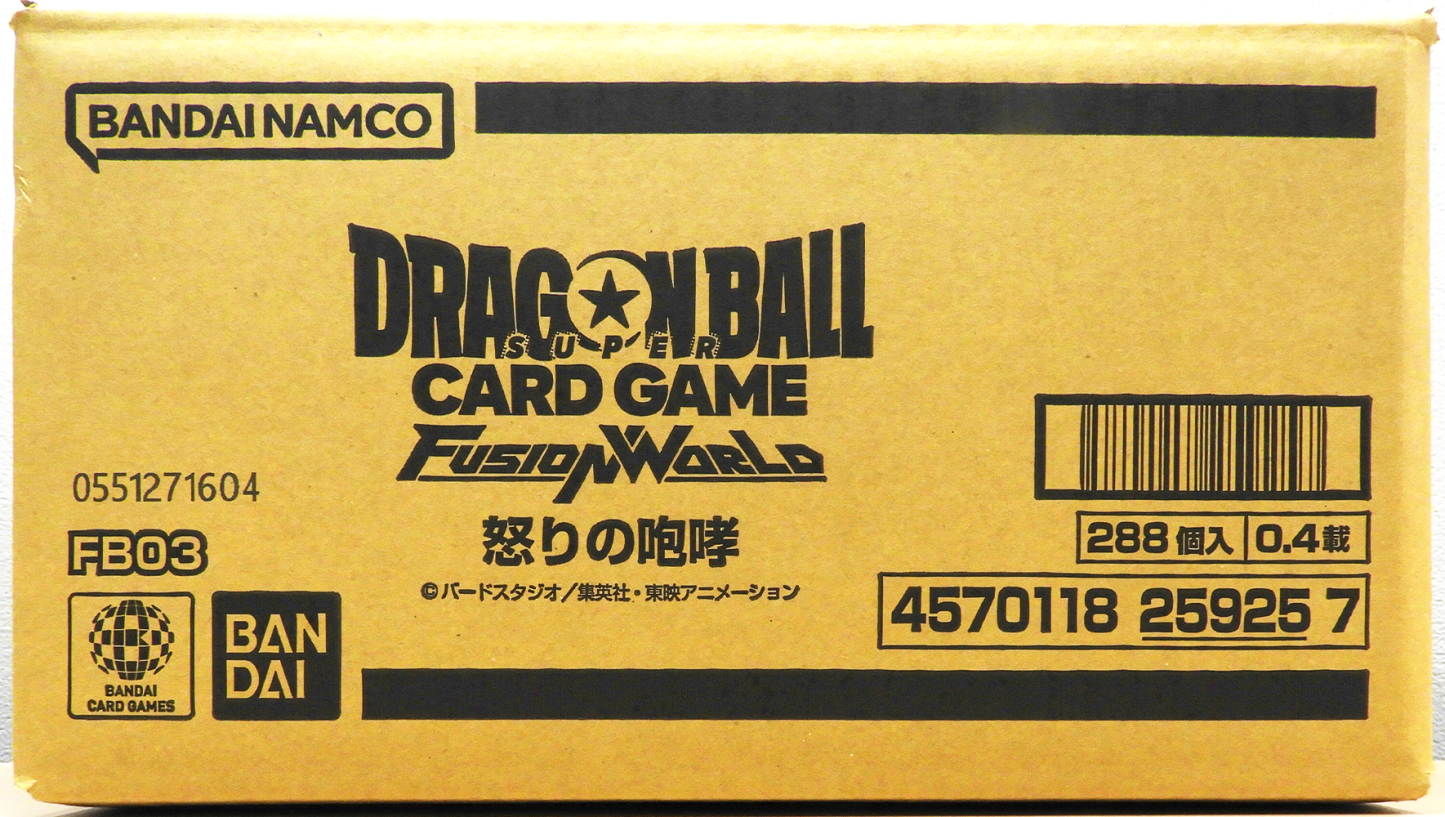 BANDAI NAMCO
DRAGON BALL
SUPER
CARD GAME
FUSION WORLD
0551271604
FB03
怒りの咆哮
©バードスタジオ/集英社・東映アニメーション
288 個入 0.4載
4570118 25925 7
BANDAI
CARD GAMES
BAN
DAI